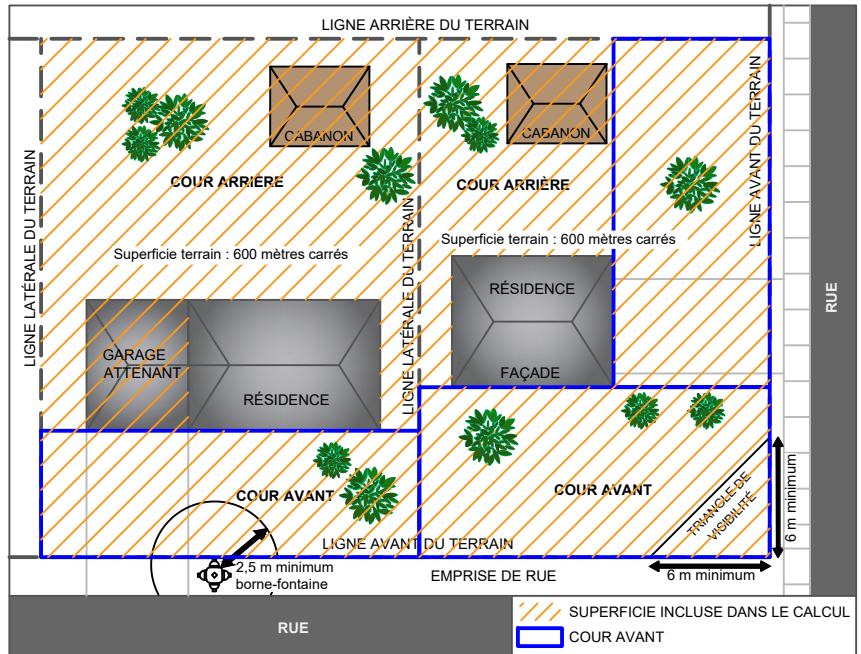 LIGNE ARRIÈRE DU TERRAIN
CABANON
CABANON
COUR ARRIÈRE
COUR ARRIÈRE
LIGNE LATÉRALE DU TERRAIN
LIGNE LATÉRALE DU TERRAIN
LIGNE AVANT DU TERRAIN
RUE
Superficie terrain : 600 mètres carrés
Superficie terrain : 600 mètres carrés
GARAGE
ATTENANT
RÉSIDENCE
RÉSIDENCE
FAÇADE
COUR AVANT
COUR AVANT
TRIANGLE DE
VISIBILITÉ
6 m minimum
LIGNE AVANT DU TERRAIN
2,5 m minimum
borne-fontaine
EMPRISE DE RUE
6 m minimum
RUE
SUPERFICIE INCLUSE DANS LE CALCUL
COUR AVANT